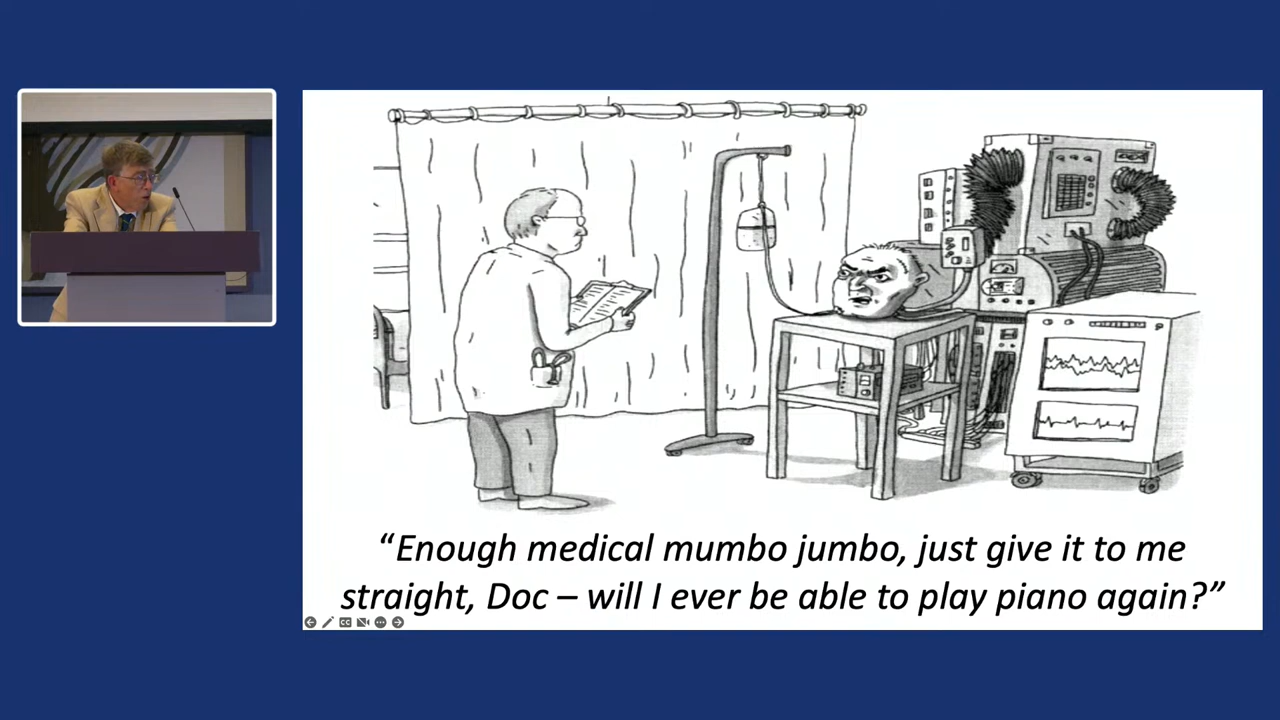 “Enough medical mumbo jumbo, just give it to me
straight, Doc – will I ever be able to play piano again?”